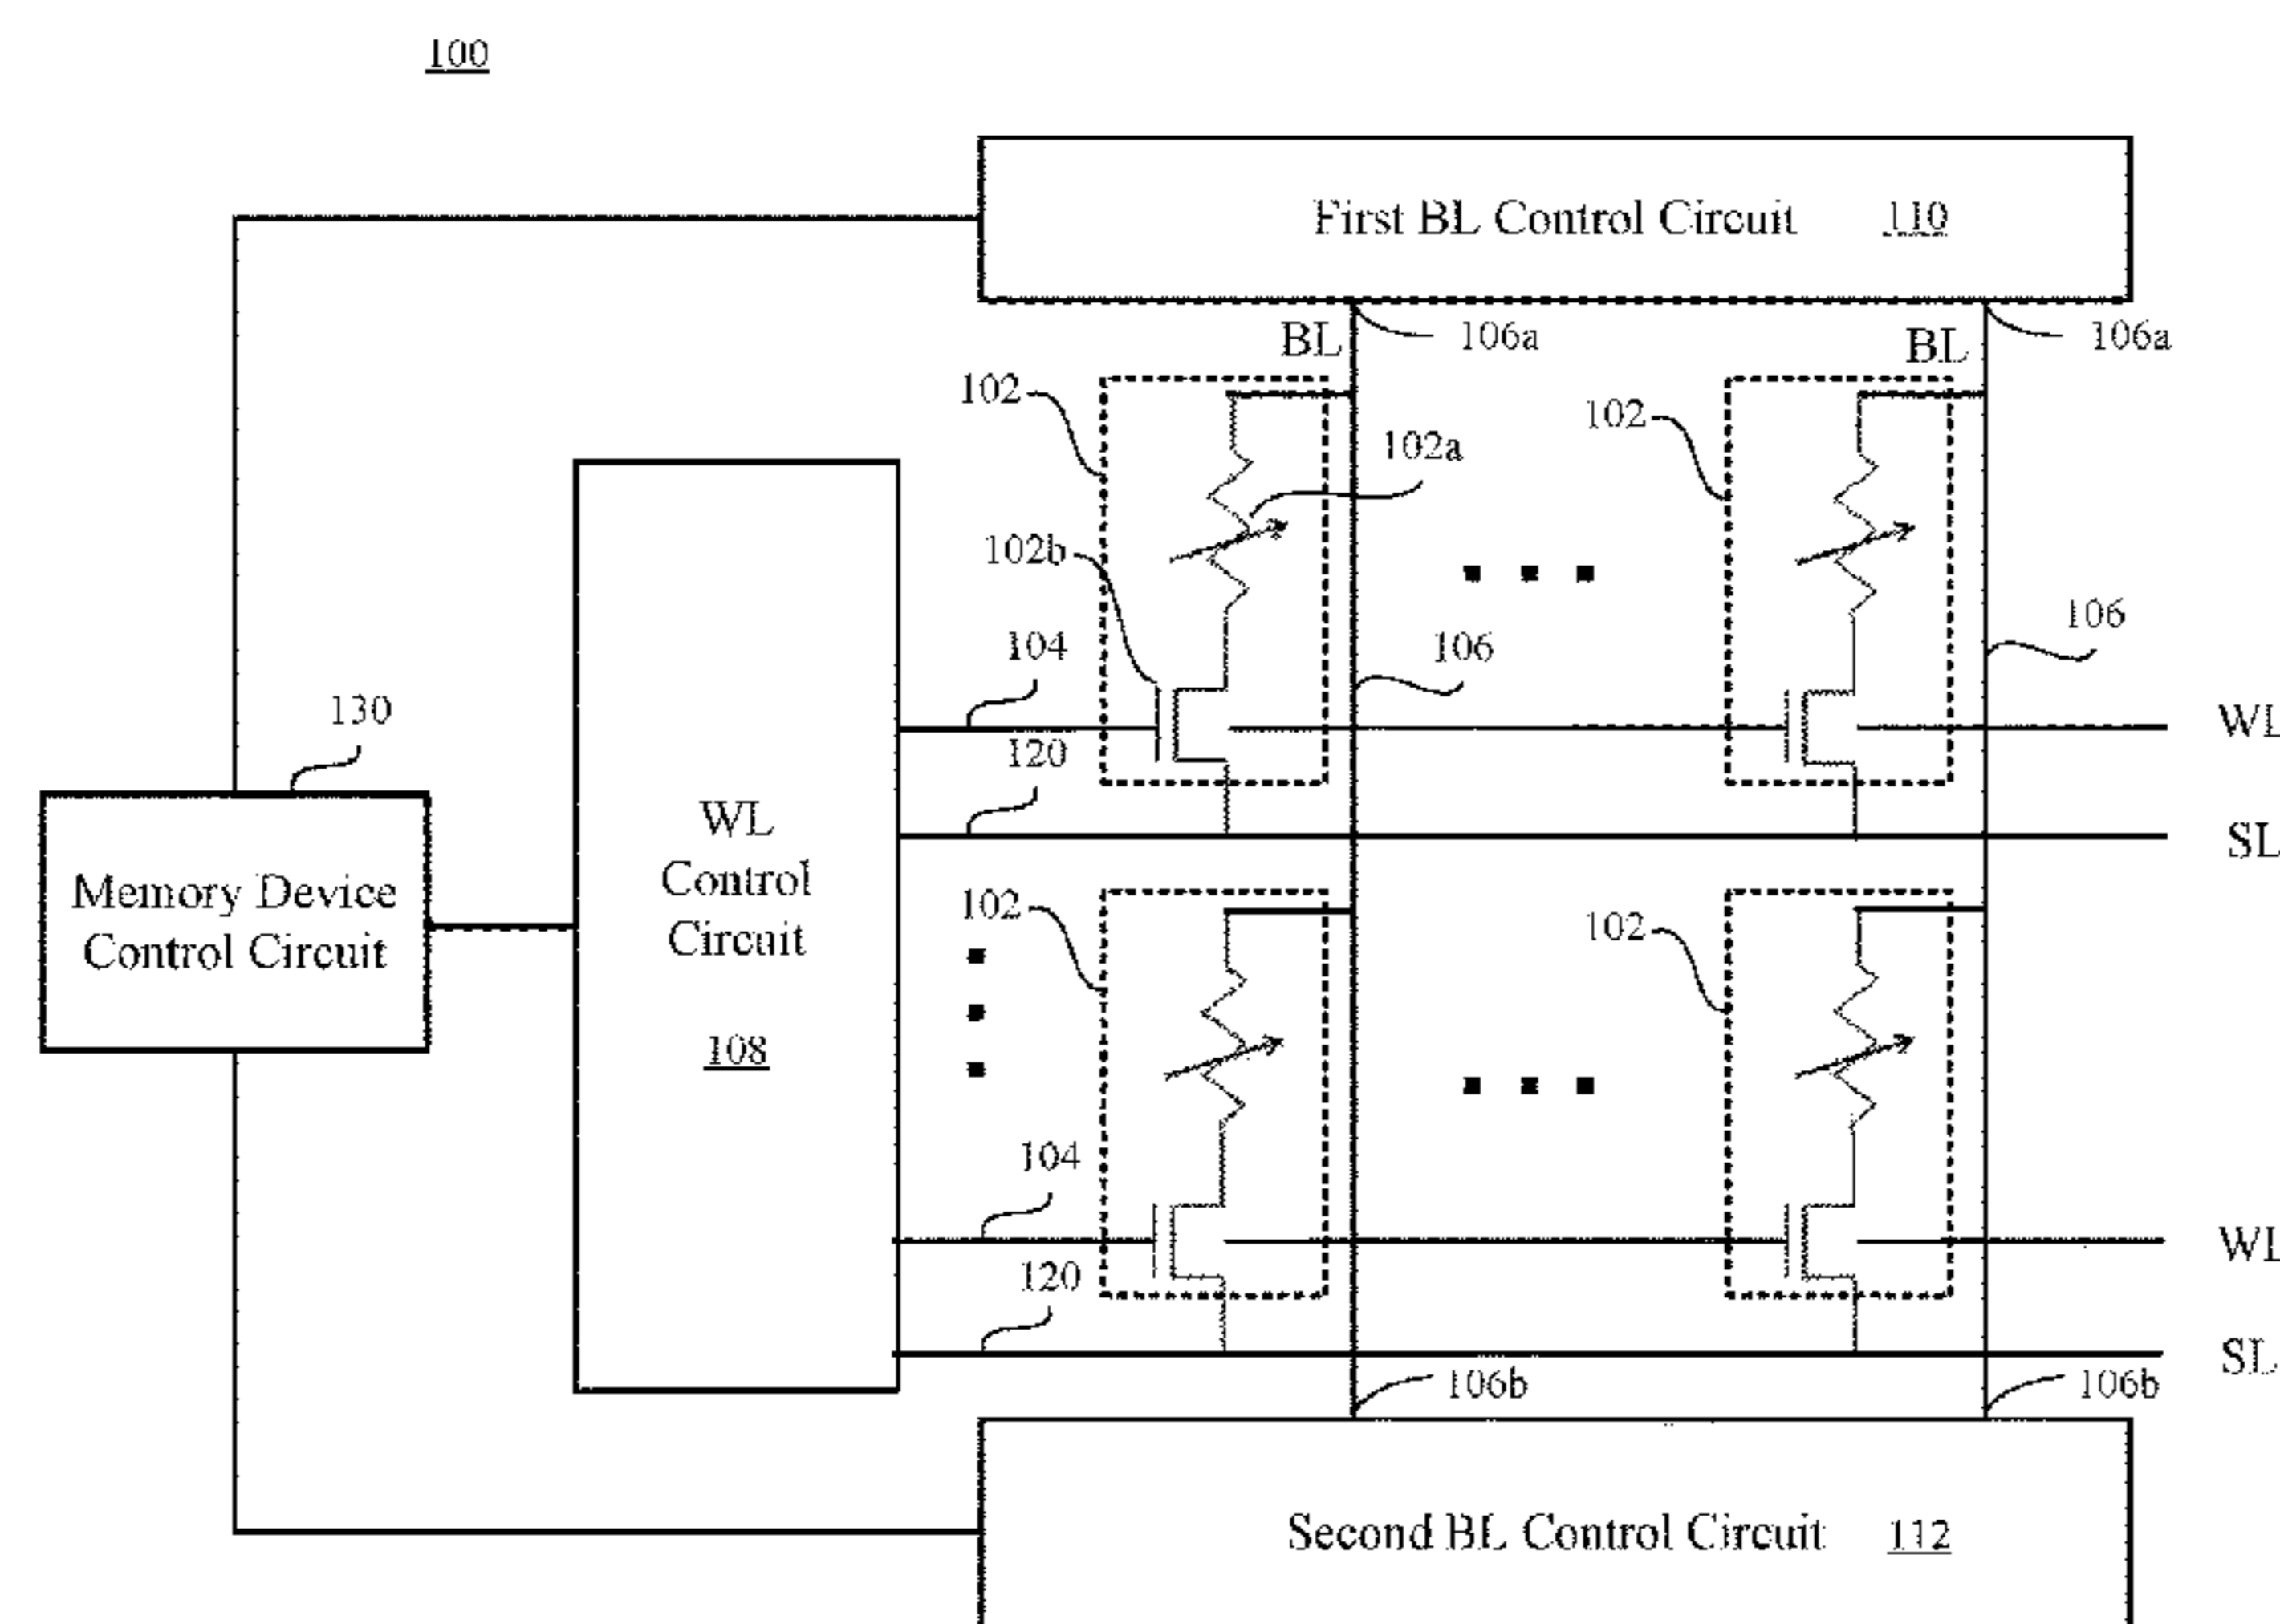 100
First BL Control Circuit 110
BL
106a
BL
106a
102
102
102a
102b
104
106
106
130
120
WL
SL
WL
Control
Circuit
108
Memory Device
Control Circuit
102
102
104
120
WL
SL
106b
106b
Second BL Control Circuit 112